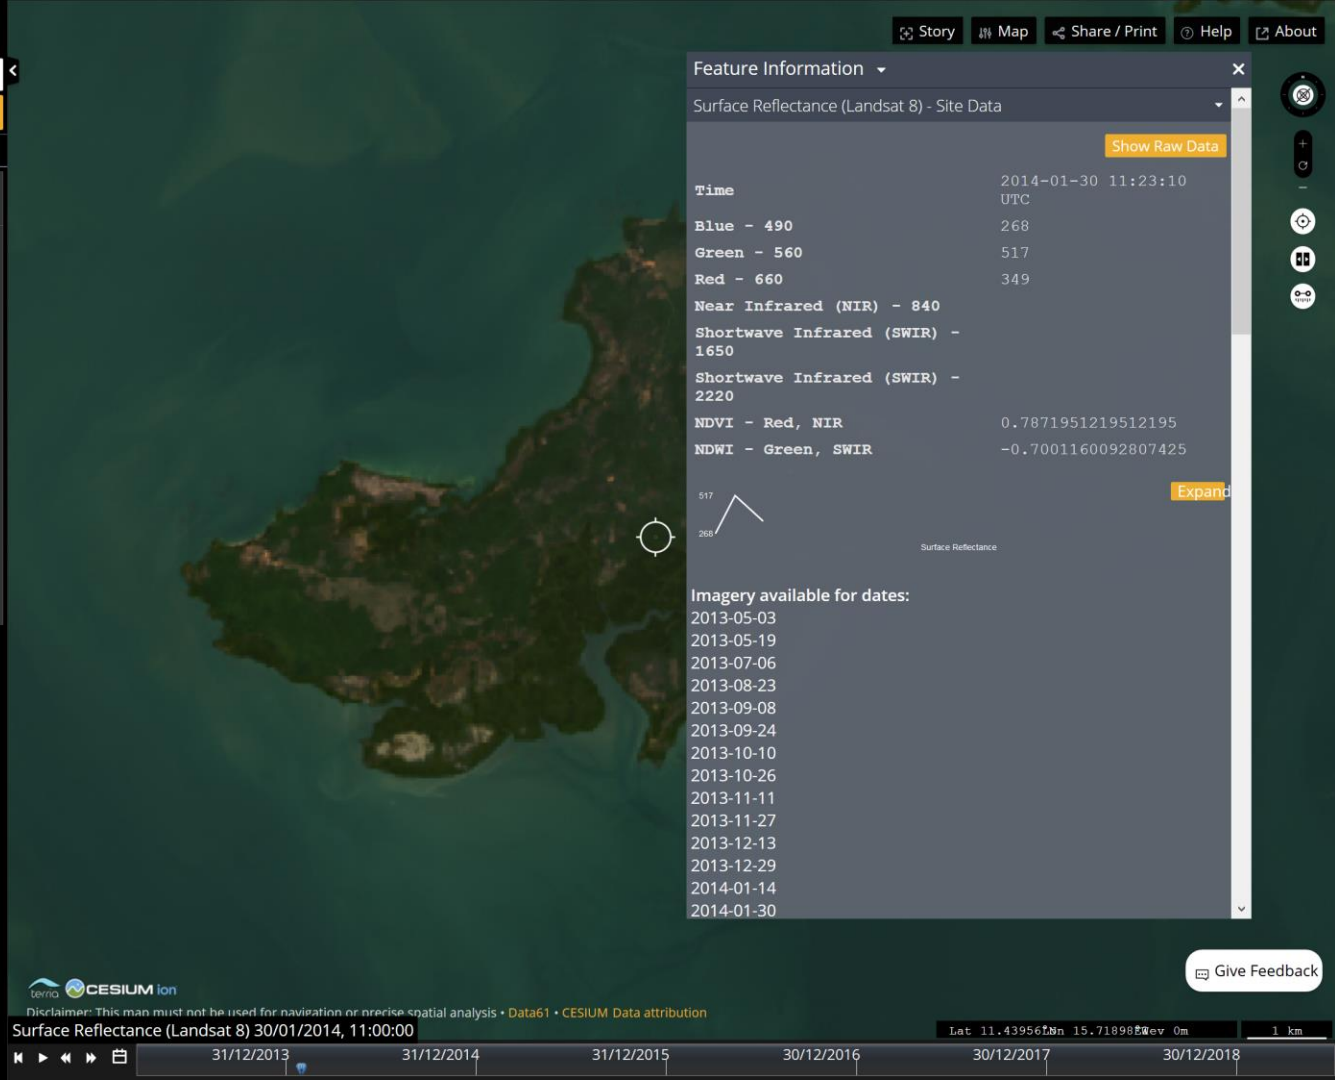 Story
Map
Share / Print
Help
About
Feature Information
Surface Reflectance (Landsat 8) - Site Data
Show Raw Data
Time 2014-01-30 11:23:10 UTC
Blue - 490 268
Green - 560 517
Red - 660 349
Near Infrared (NIR) - 840
Shortwave Infrared (SWIR) -
1650
Shortwave Infrared (SWIR) -
2220
NDVI - Red, NIR 0.7871951219512195
NDWI - Green, SWIR -0.7001160092807425
Expand
517
268
Surface Reflectance
Imagery available for dates:
2013-05-03
2013-05-19
2013-07-06
2013-08-23
2013-09-08
2013-09-24
2013-10-10
2013-10-26
2013-11-11
2013-11-27
2013-12-13
2013-12-29
2014-01-14
2014-01-30
Give Feedback
terria CESIUM ion
Disclaimer: This map must not be used for navigation or precise spatial analysis • Data61 • CESIUM Data attribution
Surface Reflectance (Landsat 8) 30/01/2014, 11:00:00
Lat 11.43956 15.71898 0m
1 km
31/12/2013
31/12/2014
31/12/2015
30/12/2016
30/12/2017
30/12/2018